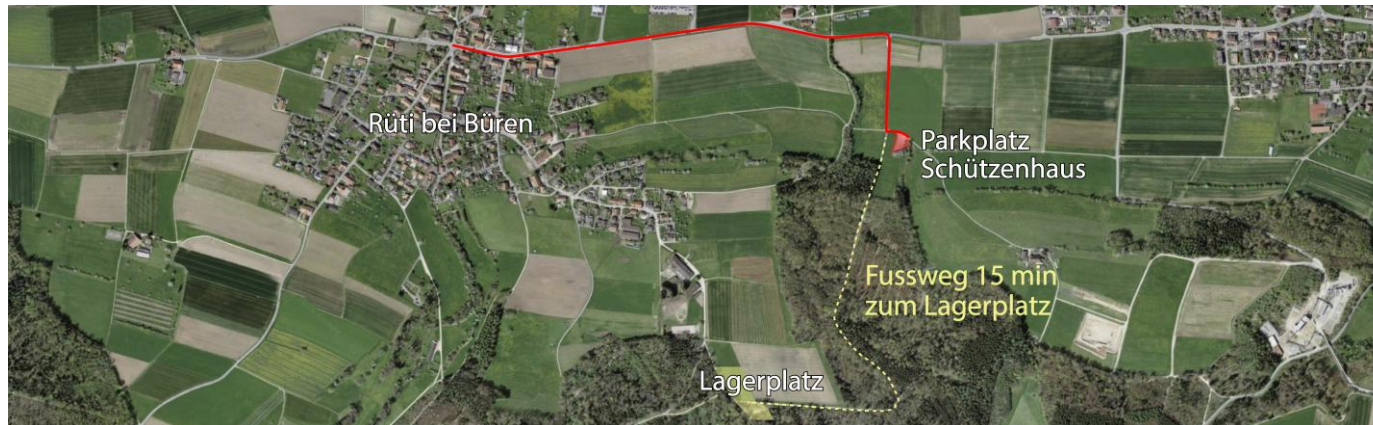 Rüti bei Büren
Parkplatz
Schützenhaus
Fussweg 15 min
zum Lagerplatz
Lagerplatz